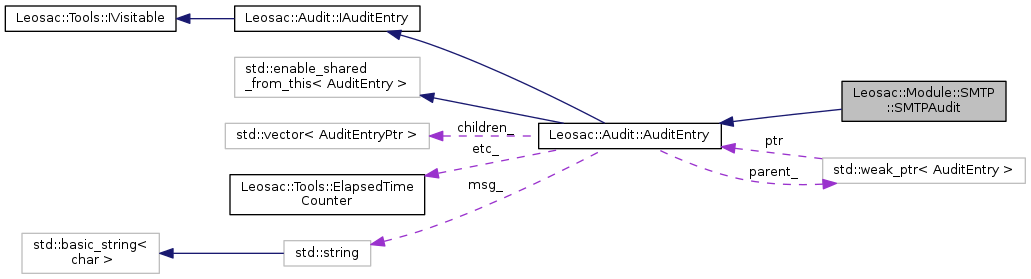 Leosac::Tools::IVisitable
Leosac::Audit::IAuditEntry
std::enable_shared
_from_this< AuditEntry >
Leosac::Module::SMTP
::SMTPAudit
std::vector< AuditEntryPtr >
children_
Leosac::Audit::AuditEntry
ptr
etc_
std::weak_ptr< AuditEntry >
parent_
Leosac::Tools::ElapsedTime
Counter
msg_
std::basic_string<
char >
std::string